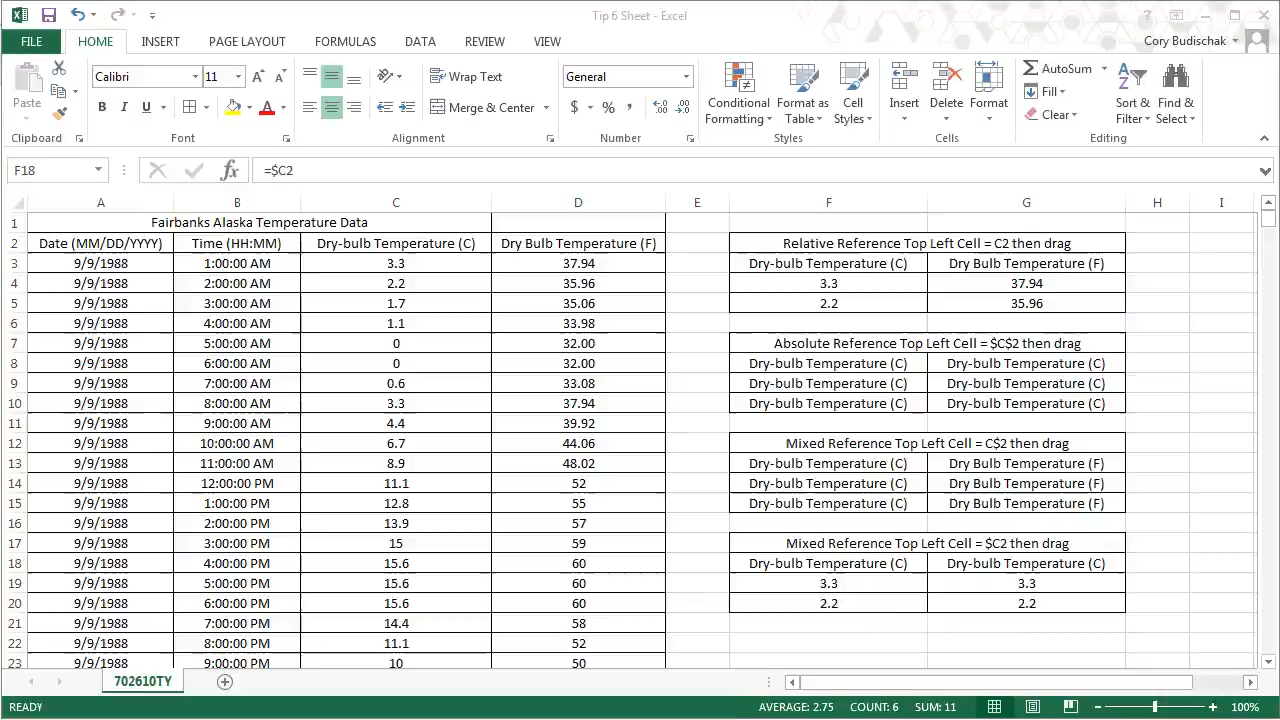 Tip 6 Sheet - Excel
FILE HOME INSERT PAGE LAYOUT FORMULAS DATA REVIEW VIEW Cory Budischak
Paste Calibri 11 Wrap Text Merge & Center General $ % , Conditional Formatting Format as Table Cell Styles Insert Delete Format AutoSum Fill Clear Sort & Filter Find & Select
Clipboard Font Alignment Number Styles Cells Editing
F18 fx =$C2
A B C D E F G H I
1 Fairbanks Alaska Temperature Data
2 Date (MM/DD/YYYY) Time (HH:MM) Dry-bulb Temperature (C) Dry Bulb Temperature (F) Relative Reference Top Left Cell = C2 then drag
3 9/9/1988 1:00:00 AM 3.3 37.94 Dry-bulb Temperature (C) Dry Bulb Temperature (F)
4 9/9/1988 2:00:00 AM 2.2 35.96 3.3 37.94
5 9/9/1988 3:00:00 AM 1.7 35.06 2.2 35.96
6 9/9/1988 4:00:00 AM 1.1 33.98
7 9/9/1988 5:00:00 AM 0 32.00 Absolute Reference Top Left Cell = $C$2 then drag
8 9/9/1988 6:00:00 AM 0 32.00 Dry-bulb Temperature (C) Dry-bulb Temperature (C)
9 9/9/1988 7:00:00 AM 0.6 33.08 Dry-bulb Temperature (C) Dry-bulb Temperature (C)
10 9/9/1988 8:00:00 AM 3.3 37.94 Dry-bulb Temperature (C) Dry-bulb Temperature (C)
11 9/9/1988 9:00:00 AM 4.4 39.92
12 9/9/1988 10:00:00 AM 6.7 44.06 Mixed Reference Top Left Cell = C$2 then drag
13 9/9/1988 11:00:00 AM 8.9 48.02 Dry-bulb Temperature (C) Dry Bulb Temperature (F)
14 9/9/1988 12:00:00 PM 11.1 52 Dry-bulb Temperature (C) Dry Bulb Temperature (F)
15 9/9/1988 1:00:00 PM 12.8 55 Dry-bulb Temperature (C) Dry Bulb Temperature (F)
16 9/9/1988 2:00:00 PM 13.9 57
17 9/9/1988 3:00:00 PM 15 59 Mixed Reference Top Left Cell = $C2 then drag
18 9/9/1988 4:00:00 PM 15.6 60 Dry-bulb Temperature (C) Dry-bulb Temperature (C)
19 9/9/1988 5:00:00 PM 15.6 60 3.3 3.3
20 9/9/1988 6:00:00 PM 15.6 60 2.2 2.2
21 9/9/1988 7:00:00 PM 14.4 58
22 9/9/1988 8:00:00 PM 11.1 52
23 9/9/1988 9:00:00 PM 10 50
702610TY
READY AVERAGE: 2.75 COUNT: 6 SUM: 11 100%